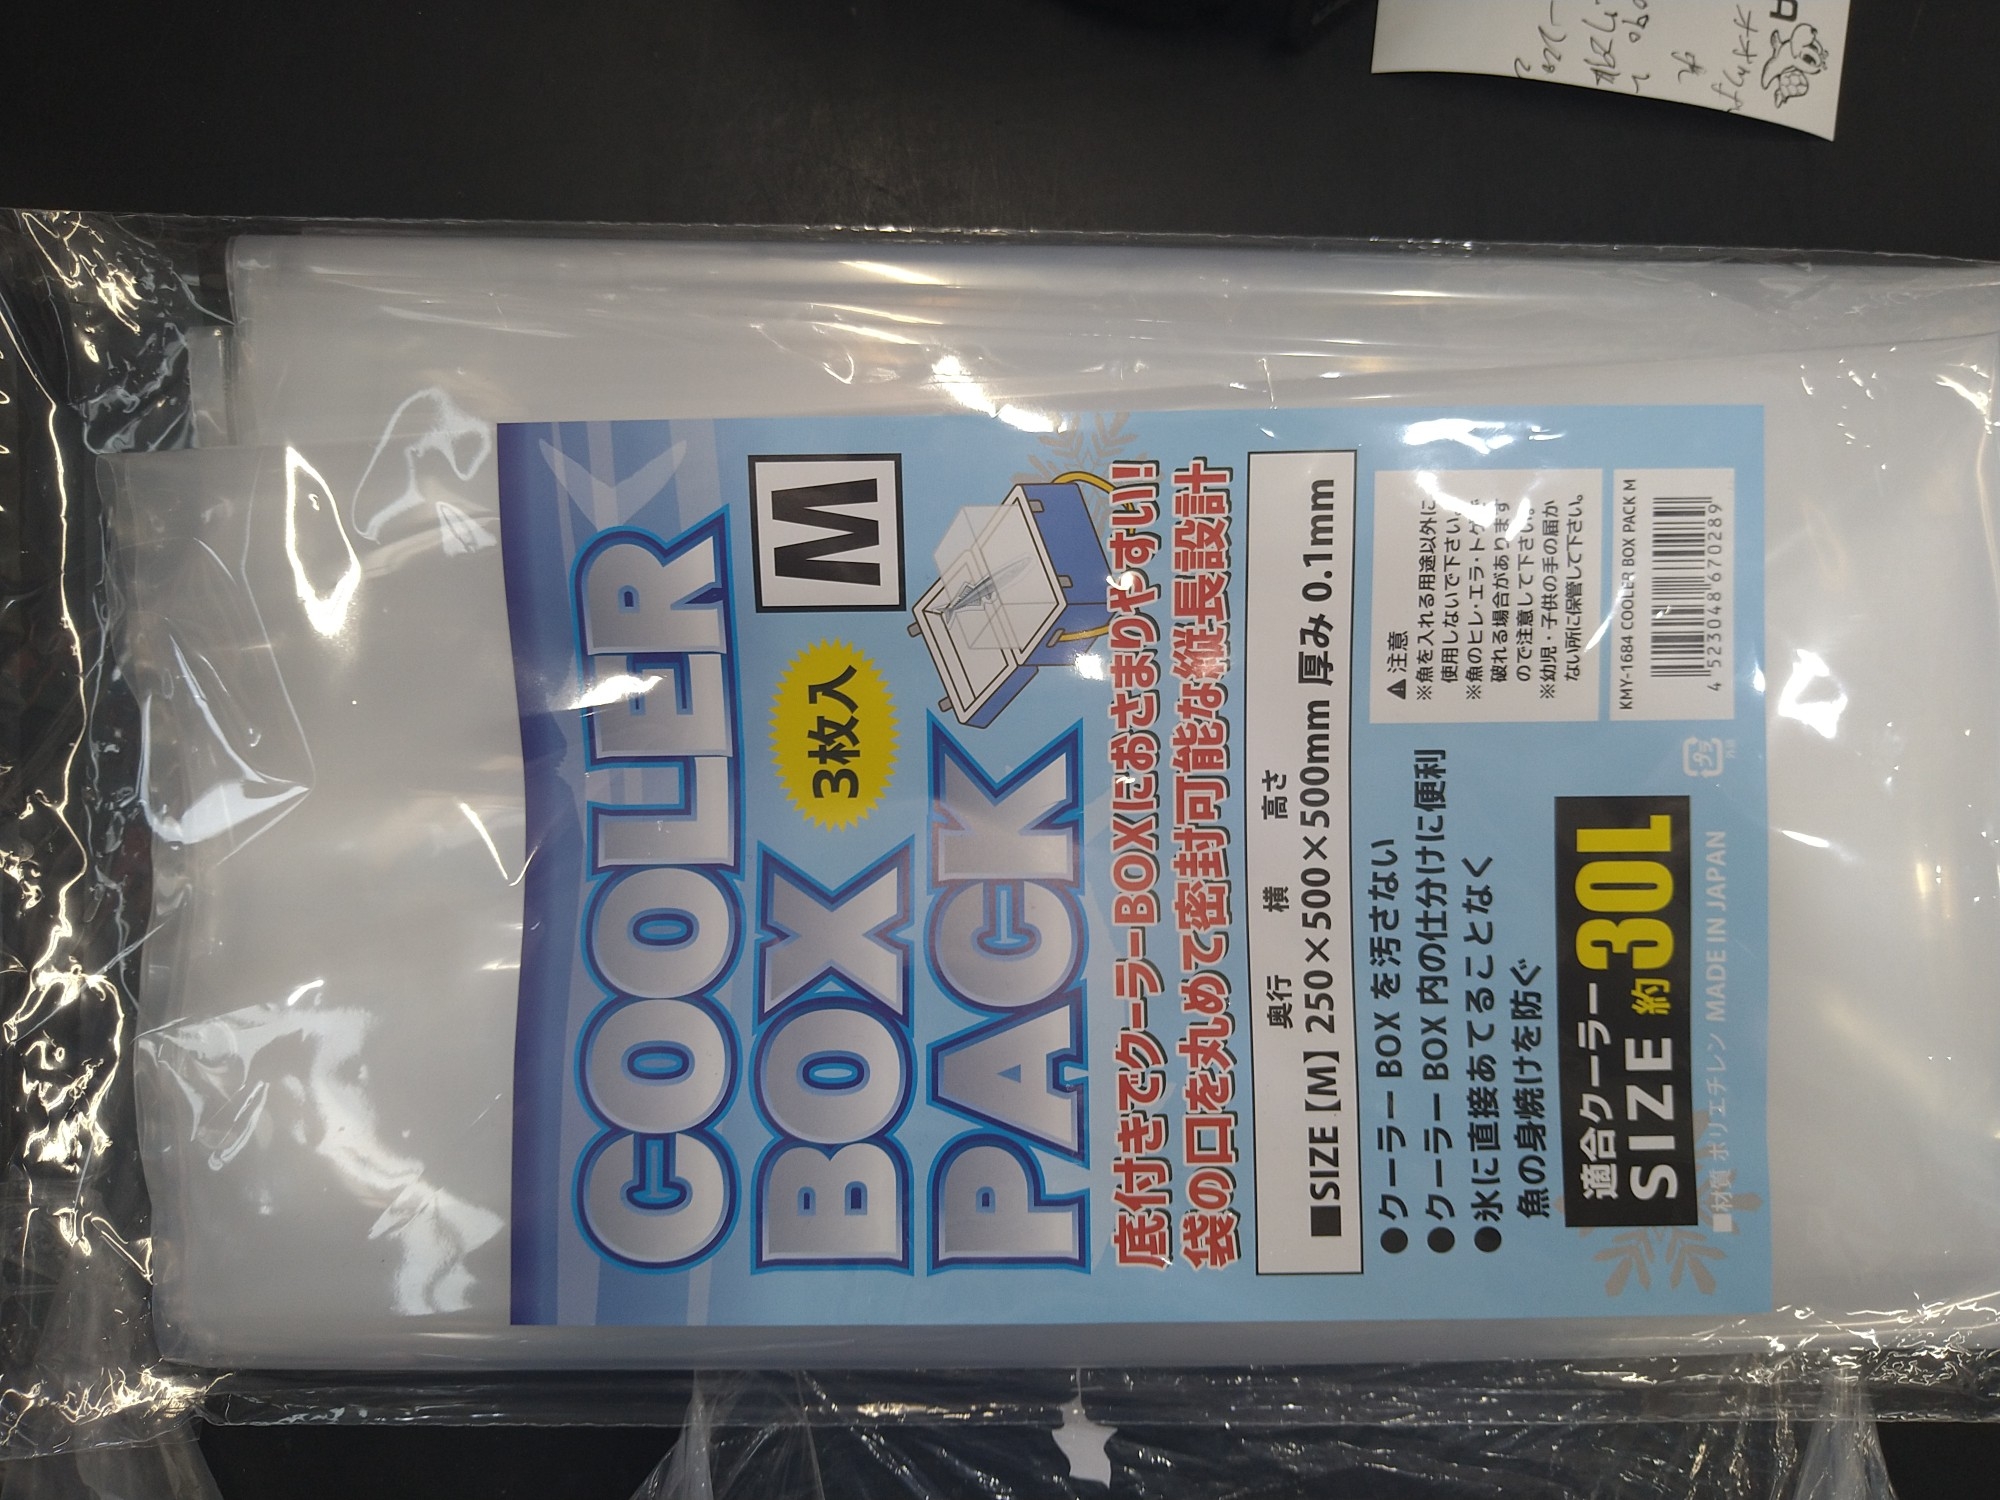 COOLER
BOX
PACK
3枚入
M
底付きでクーラーBOXにおさまりやすい!!
袋の口を丸めて密封可能な縦長設計
奥行 横 高さ
■SIZE【M】250×500×500mm 厚み 0.1mm
●クーラー BOX を汚さない
●クーラー BOX 内の仕分けに便利
●氷に直接あてることなく
魚の身焼けを防ぐ
適合クーラー
SIZE 約30L
■材質 ポリエチレン MADE IN JAPAN
プラ
⚠注意
※魚を入れる用途以外に
使用しないで下さい。
※魚のヒレ・エラ・トゲで
破れる場合があります
ので注意して下さい。
※幼児・子供の手の届か
ない所に保管して下さい。
KMY-1684 COOLER BOX PACK M
4 523048 670289